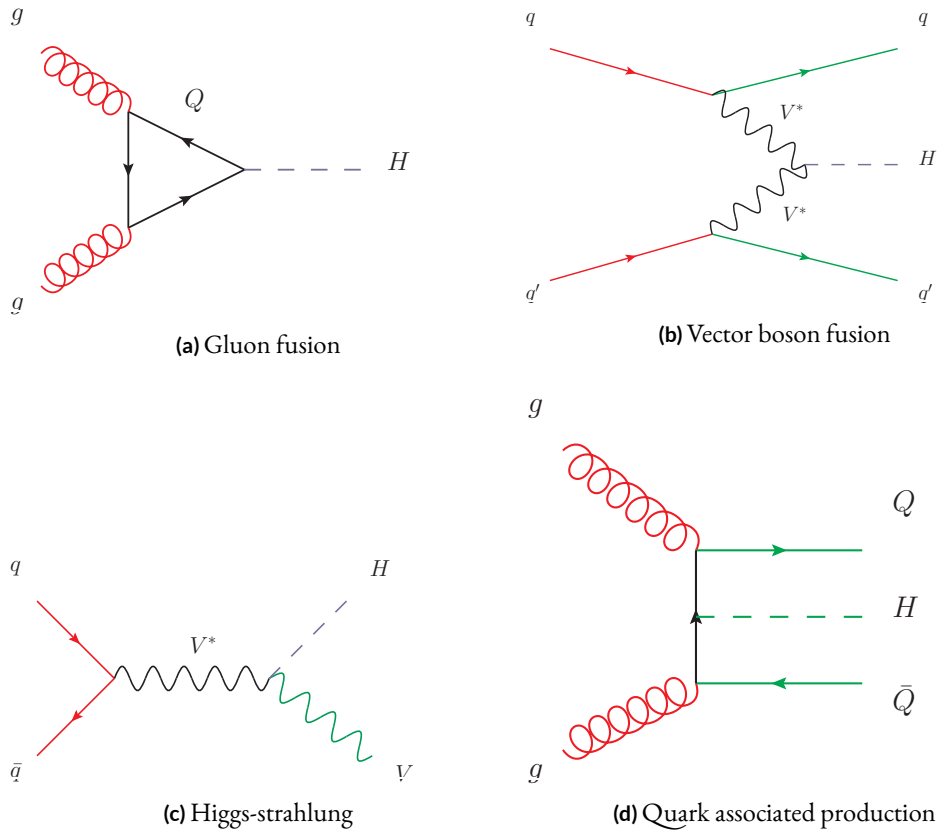 g
Q
H
g
(a) Gluon fusion
q
q
V*
H
V*
q′
q′
(b) Vector boson fusion
q
H
V*
q̄
V
(c) Higgs-strahlung
g
Q
H
Q̄
g
(d) Quark associated production